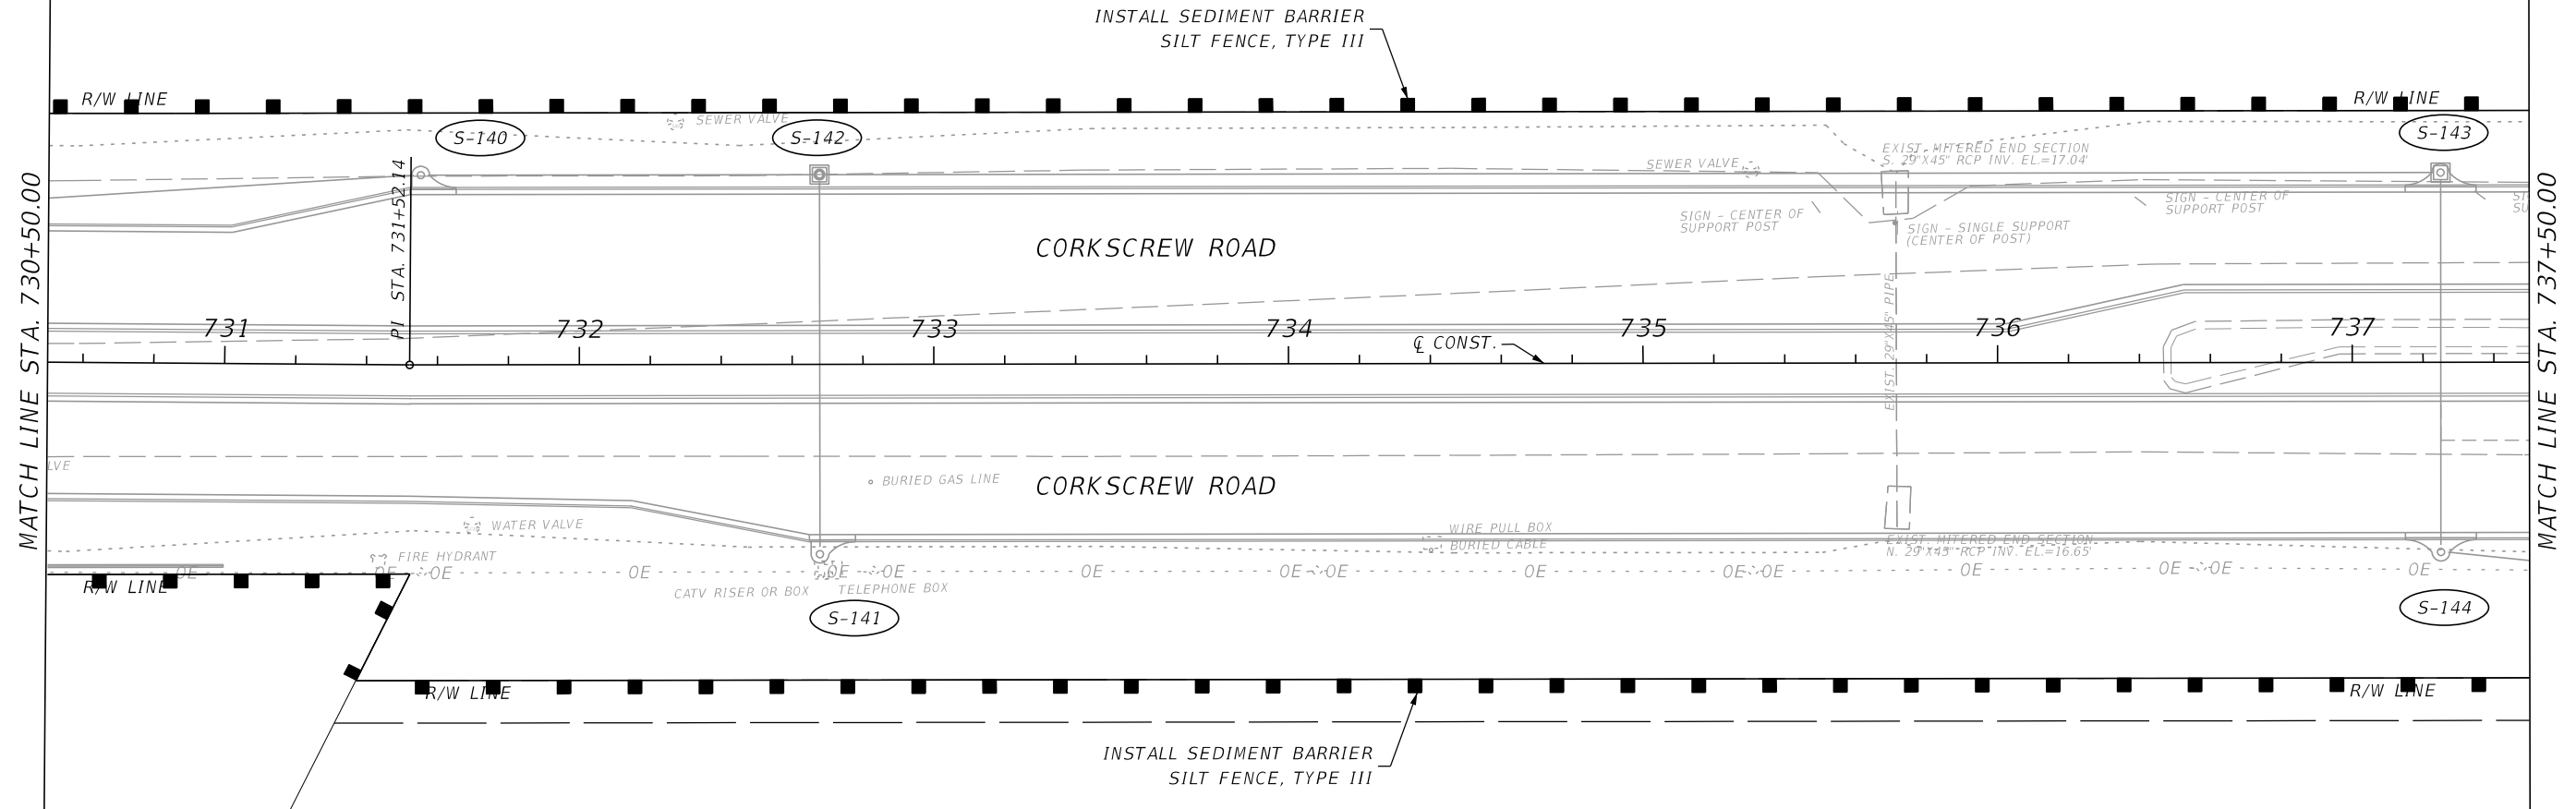 INSTALL SEDIMENT BARRIER
SILT FENCE, TYPE III
R/W LINE
R/W LINE
SEWER VALVE
S-140
S-142
S-143
SEWER VALVE
EXIST. MITERED END SECTION
S. 29"X45" RCP INV. EL.=17.04'
SIGN - CENTER OF
SUPPORT POST
SIGN - CENTER OF
SUPPORT POST
SIGN - SINGLE SUPPORT
(CENTER OF POST)
MATCH LINE STA. 730+50.00
PI STA. 731+52.14
CORKSCREW ROAD
EXIST. 29"X45" PIPE
MATCH LINE STA. 737+50.00
731
732
733
734
735
736
737
℄ CONST.
LVE
BURIED GAS LINE
CORKSCREW ROAD
WATER VALVE
WIRE PULL BOX
BURIED CABLE
EXIST. MITERED END SECTION
N. 29"X45" RCP INV. EL.=16.65'
FIRE HYDRANT
OE OE OE OE OE OE OE OE OE OE OE OE OE OE OE OE
R/W LINE
CATV RISER OR BOX
TELEPHONE BOX
S-141
S-144
R/W LINE
R/W LINE
INSTALL SEDIMENT BARRIER
SILT FENCE, TYPE III